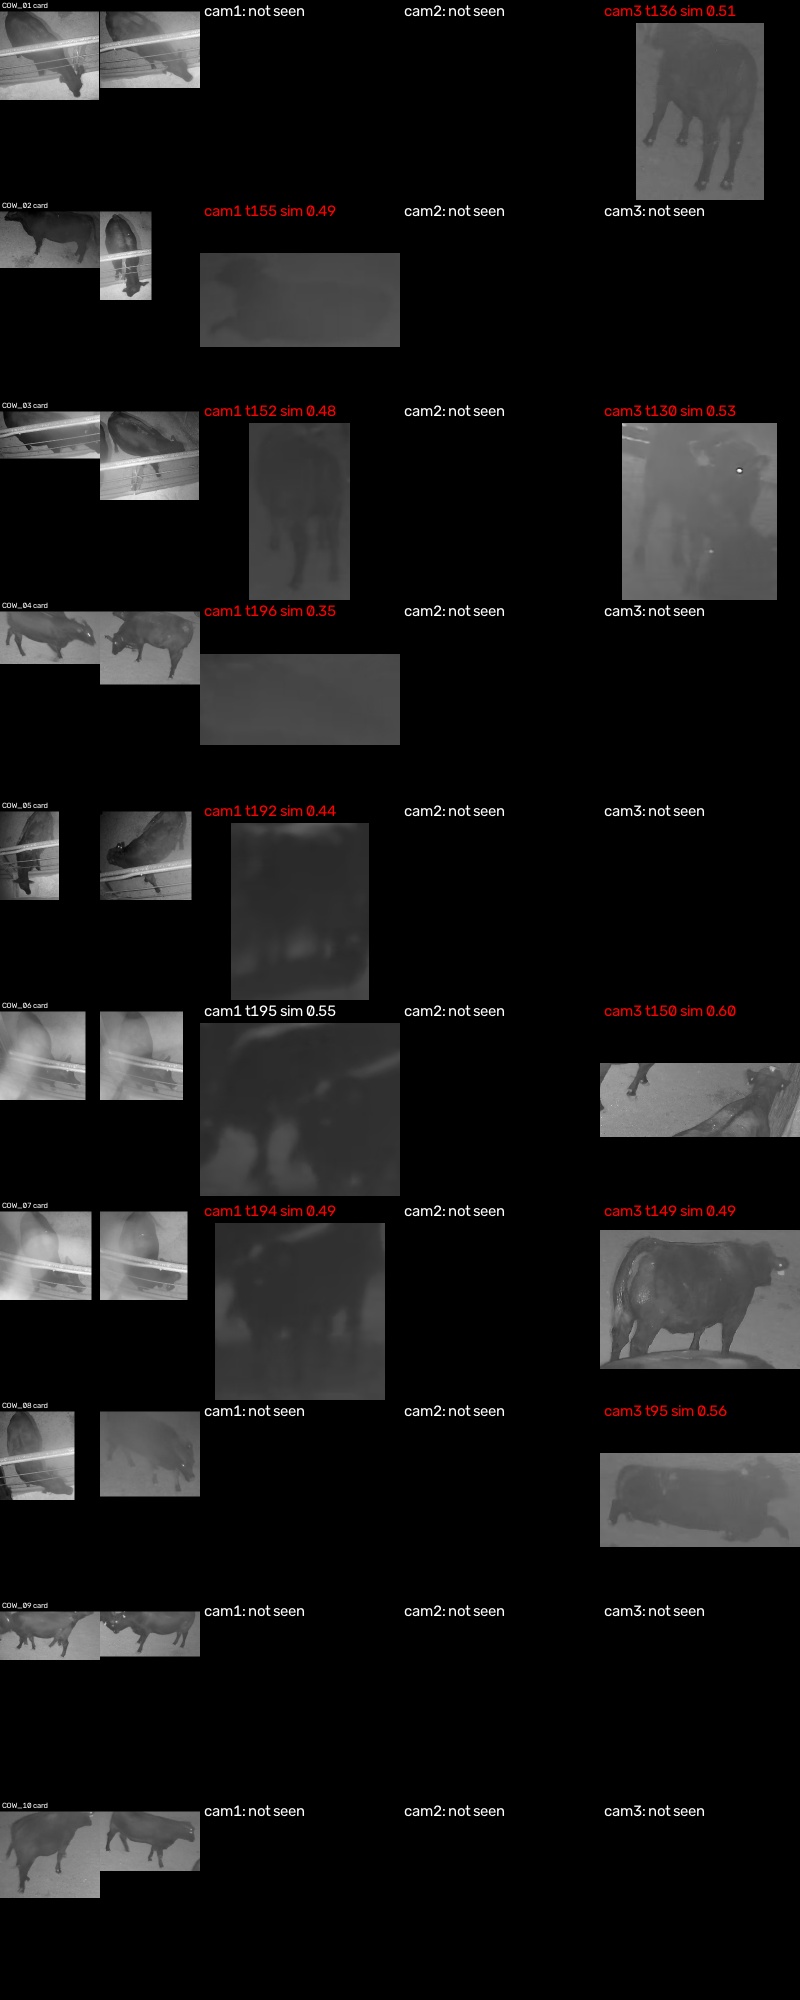 COW_01 card
cam1: not seen
cam2: not seen
cam3 t136 sim 0.51
COW_02 card
cam1 t155 sim 0.49
cam2: not seen
cam3: not seen
COW_03 card
cam1 t152 sim 0.48
cam2: not seen
cam3 t130 sim 0.53
COW_04 card
cam1 t196 sim 0.35
cam2: not seen
cam3: not seen
COW_05 card
cam1 t192 sim 0.44
cam2: not seen
cam3: not seen
COW_06 card
cam1 t195 sim 0.55
cam2: not seen
cam3 t150 sim 0.60
COW_07 card
cam1 t194 sim 0.49
cam2: not seen
cam3 t149 sim 0.49
COW_08 card
cam1: not seen
cam2: not seen
cam3 t95 sim 0.56
COW_09 card
cam1: not seen
cam2: not seen
cam3: not seen
COW_10 card
cam1: not seen
cam2: not seen
cam3: not seen